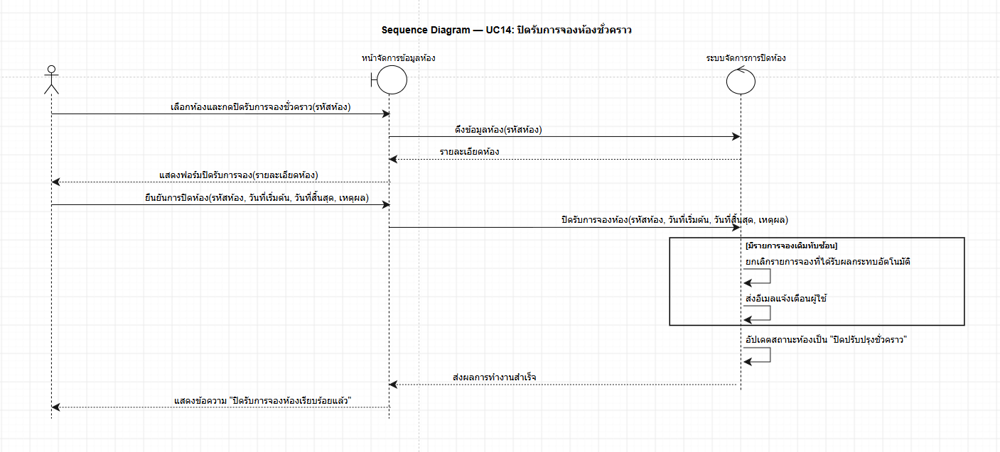 Sequence Diagram — UC14: ปิดรับการจองห้องชั่วคราว
หน้าจัดการข้อมูลห้อง
ระบบจัดการการปิดห้อง
เลือกห้องและกดปิดรับการจองชั่วคราว(รหัสห้อง)
ดึงข้อมูลห้อง(รหัสห้อง)
รายละเอียดห้อง
แสดงฟอร์มปิดรับการจอง(รายละเอียดห้อง)
ยืนยันการปิดห้อง(รหัสห้อง, วันที่เริ่มต้น, วันที่สิ้นสุด, เหตุผล)
ปิดรับการจองห้อง(รหัสห้อง, วันที่เริ่มต้น, วันที่สิ้นสุด, เหตุผล)
[มีรายการจองเดิมทับซ้อน]
ยกเลิกรายการจองที่ได้รับผลกระทบอัตโนมัติ
ส่งอีเมลแจ้งเตือนผู้ใช้
อัปเดตสถานะห้องเป็น "ปิดปรับปรุงชั่วคราว"
ส่งผลการทำงานสำเร็จ
แสดงข้อความ "ปิดรับการจองห้องเรียบร้อยแล้ว"